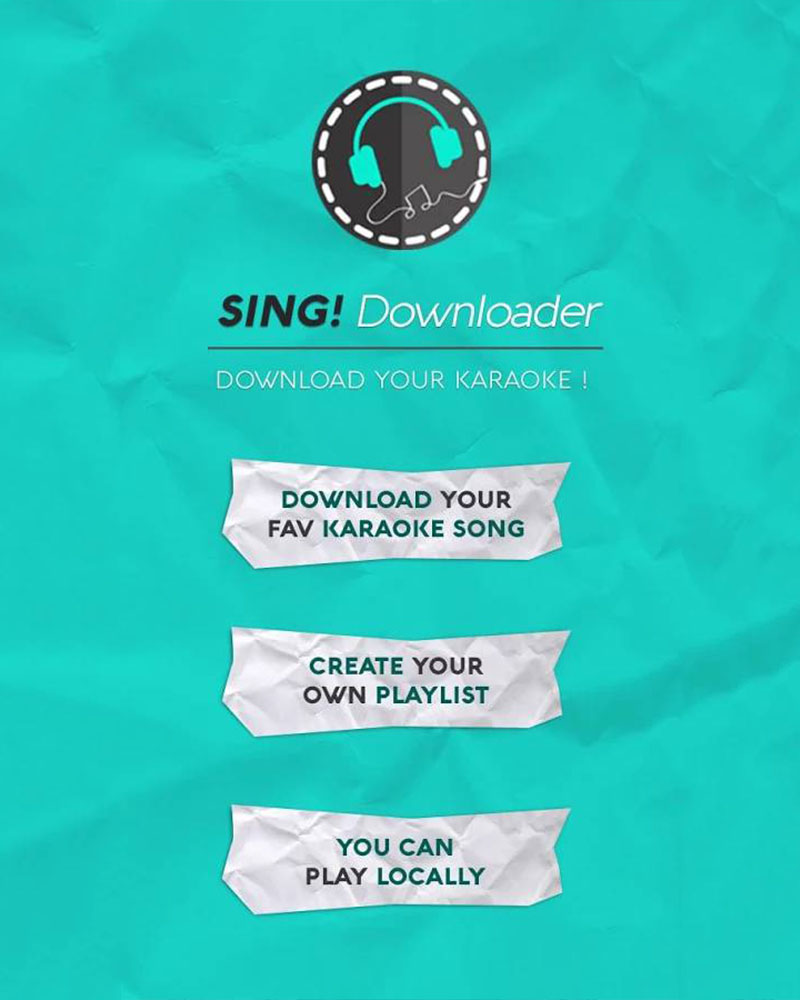 SING! Downloader
DOWNLOAD YOUR KARAOKE !
DOWNLOAD YOUR
FAV KARAOKE SONG
CREATE YOUR
OWN PLAYLIST
YOU CAN
PLAY LOCALLY